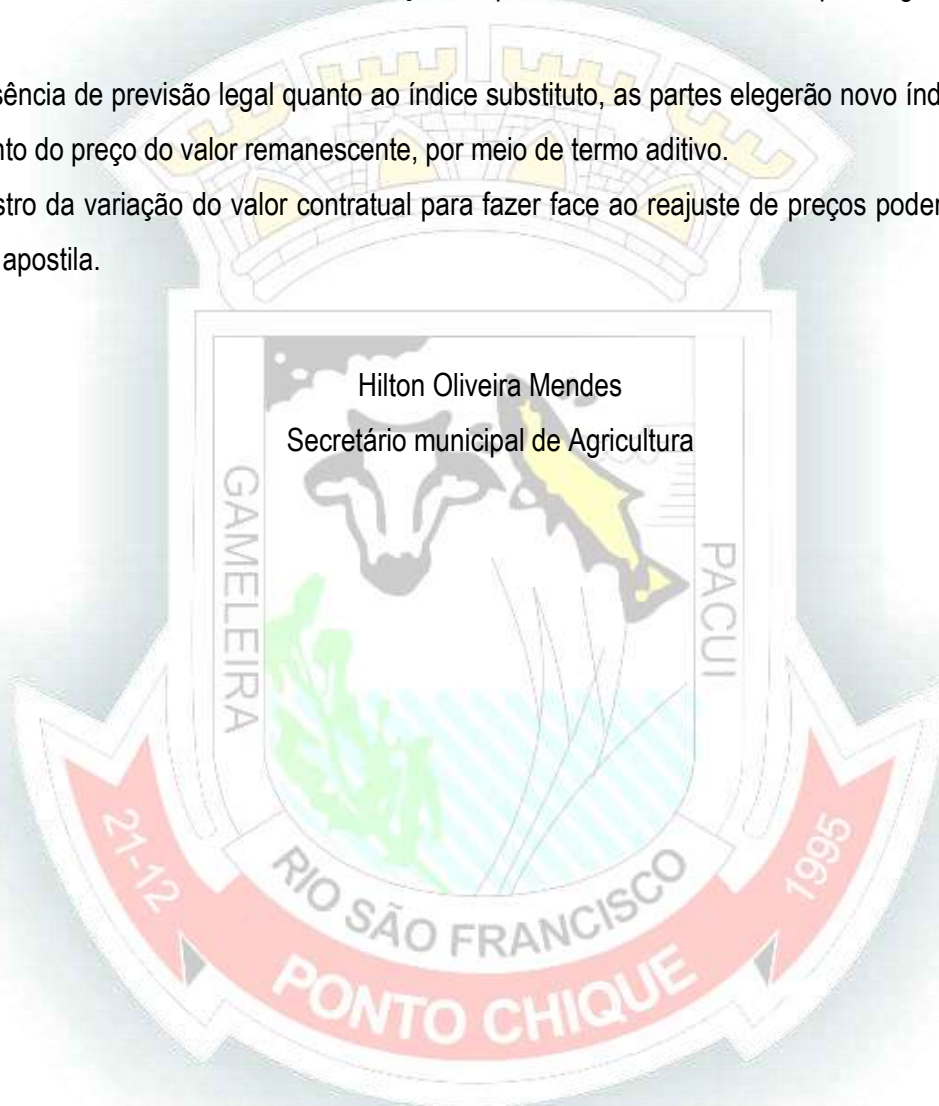 sência de previsão legal quanto ao índice substituto, as partes elegerão novo índ
nto do preço do valor remanescente, por meio de termo aditivo.
stro da variação do valor contratual para fazer face ao reajuste de preços poder
apostila.
Hilton Oliveira Mendes
Secretário municipal de Agricultura
GAMELEIRA
PACUI
21-12
1995
RIO SÃO FRANCISCO
PONTO CHIQUE